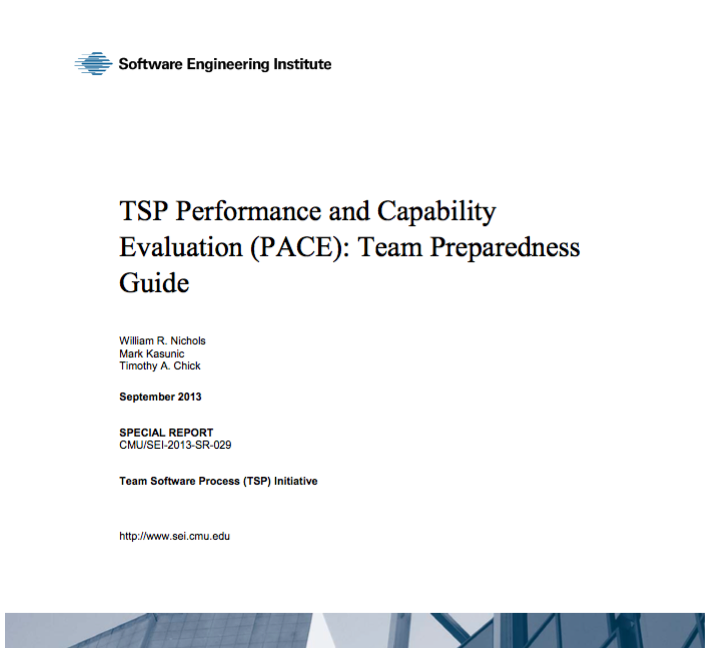 Software Engineering Institute
TSP Performance and Capability
Evaluation (PACE): Team Preparedness
Guide
William R. Nichols
Mark Kasunic
Timothy A. Chick
September 2013
SPECIAL REPORT
CMU/SEI-2013-SR-029
Team Software Process (TSP) Initiative
http://www.sei.cmu.edu